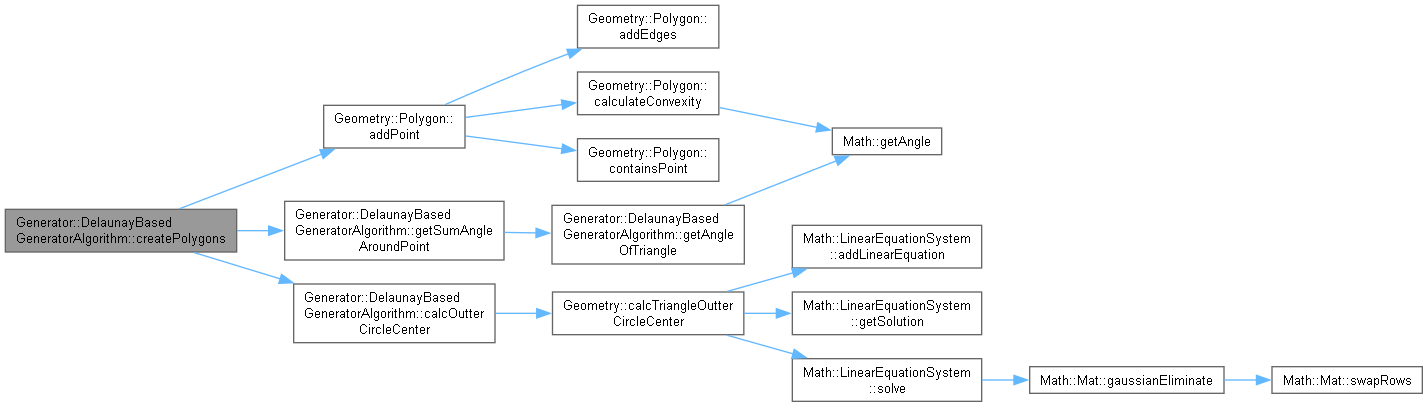 Geometry::Polygon::
addEdges
Geometry::Polygon::
calculateConvexity
Geometry::Polygon::
addPoint
Math::getAngle
Geometry::Polygon::
containsPoint
Generator::DelaunayBased
GeneratorAlgorithm::createPolygons
Generator::DelaunayBased
GeneratorAlgorithm::getSumAngle
AroundPoint
Generator::DelaunayBased
GeneratorAlgorithm::getAngle
OfTriangle
Math::LinearEquationSystem
::addLinearEquation
Generator::DelaunayBased
GeneratorAlgorithm::calcOutter
CircleCenter
Geometry::calcTriangleOutter
CircleCenter
Math::LinearEquationSystem
::getSolution
Math::LinearEquationSystem
::solve
Math::Mat::gaussianEliminate
Math::Mat::swapRows